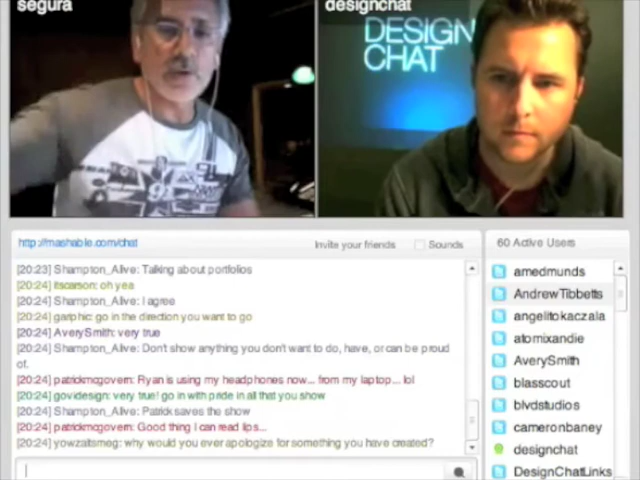 segura
designchat
DESIGN
CHAT
http://mashable.com/chat
Invite your friends
Sounds
60 Active Users
[20:23] Shampton_Alive: Talking about portfolios
[20:24] itscarson: oh yea
[20:24] Shampton_Alive: I agree
[20:24] garphic: go in the direction you want to go
[20:24] AverySmith: very true
[20:24] Shampton_Alive: Don't show anything you don't want to do, have, or can be proud
of.
[20:24] patrickmcgovern: Ryan is using my headphones now... from my laptop... lol
[20:24] govidesign: very true! go in with pride in all that you show
[20:24] Shampton_Alive: Patrick saves the show
[20:24] patrickmcgovern: Good thing I can read lips...
[20:24] yowzaitsmeg: why would you ever apologize for something you have created?
amedmunds
AndrewTibbetts
angelitokaczala
atomixandie
AverySmith
blasscout
blvdstudios
cameronbaney
designchat
DesignChatLinks